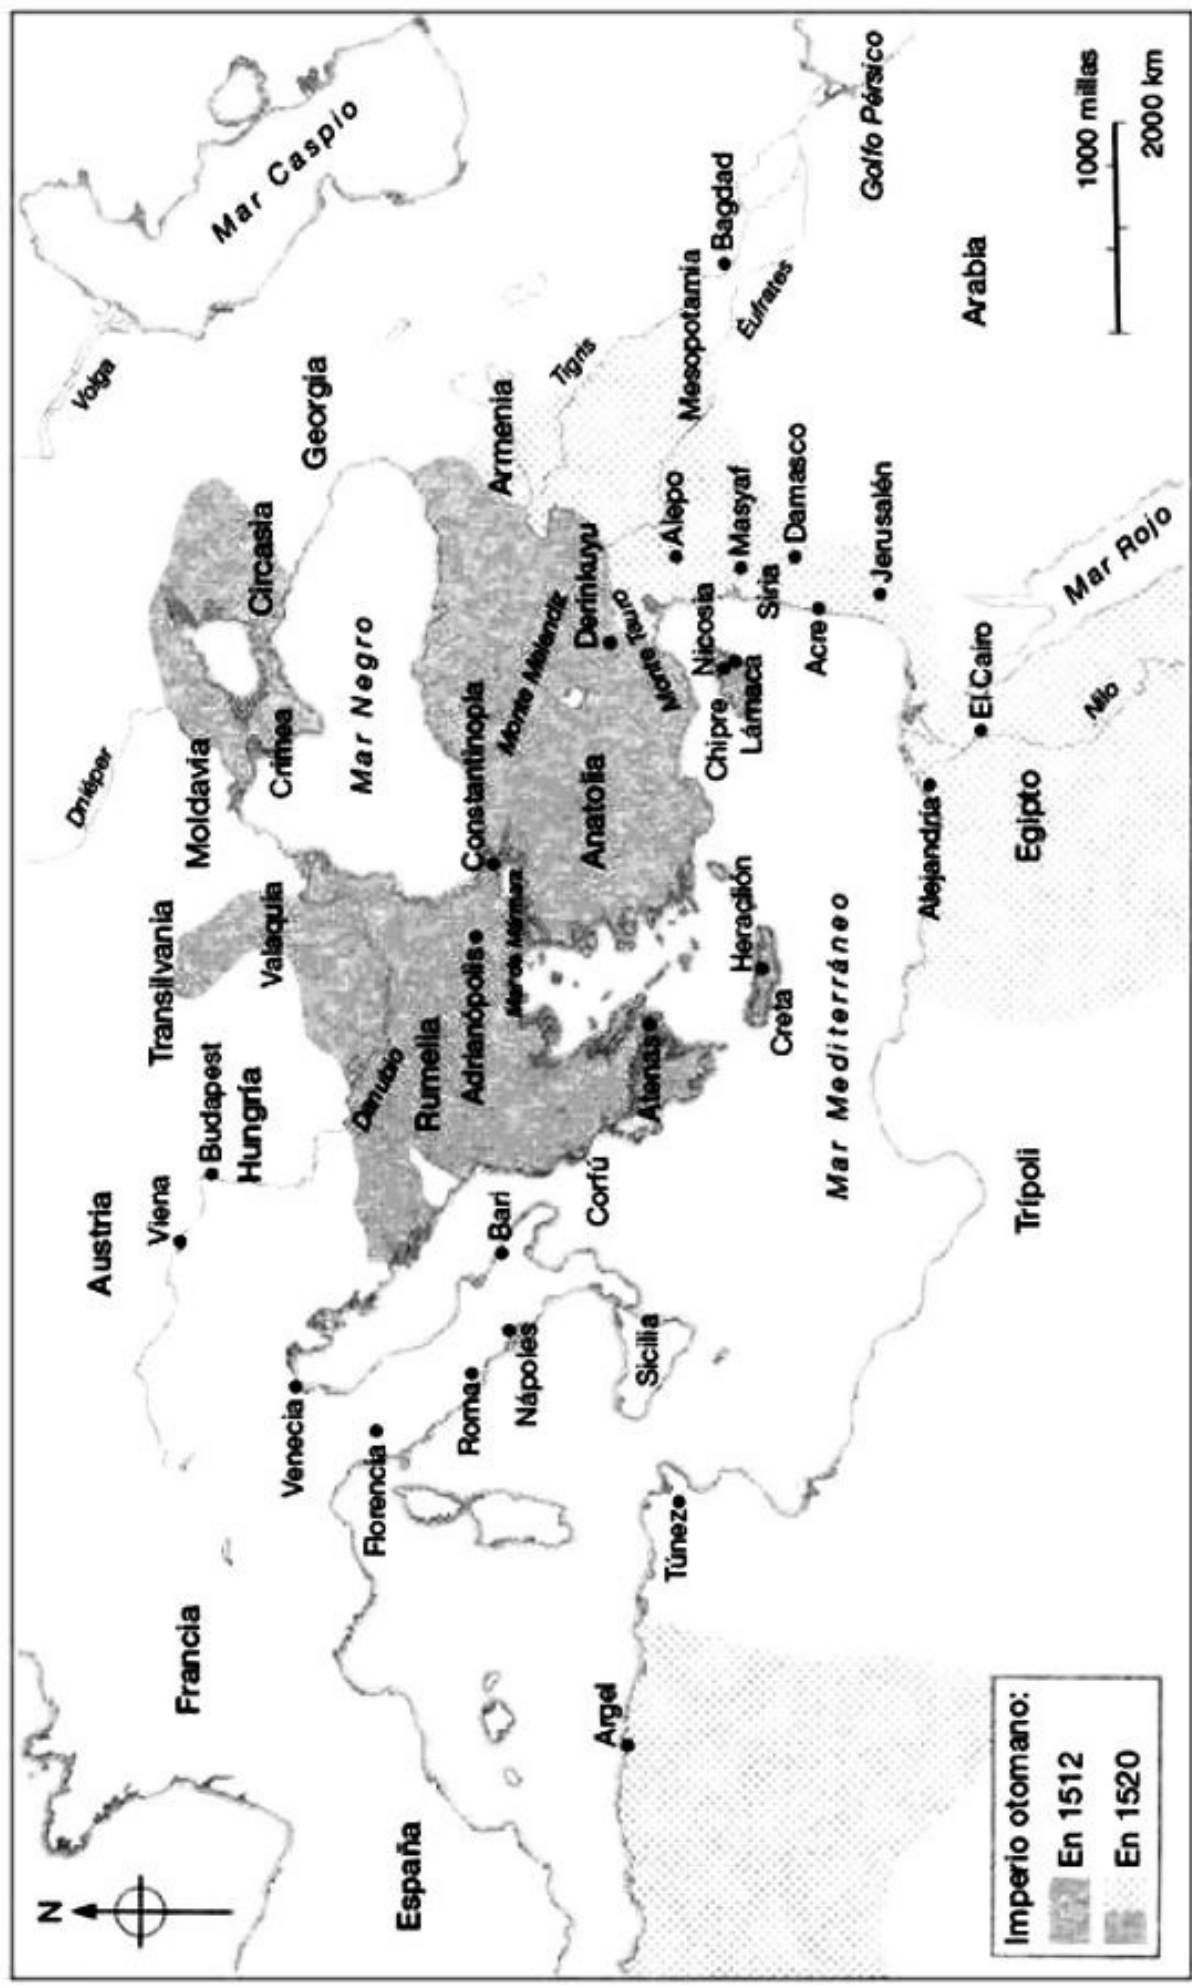 N
Francia
España
Austria
Viena
Budapest
Hungría
Transilvania
Moldavia
Valaquia
Dniéper
Volga
Mar Caspio
Crimea
Circasia
Georgia
Mar Negro
Venecia
Florencia
Roma
Nápoles
Bari
Sicilia
Corfú
Danubio
Rumelia
Adrianópolis
Constantinopla
Mar de Mármara
Atenas
Anatolia
Monte Melendiz
Derinkuyu
Monte Tauro
Armenia
Tigris
Mesopotamia
Bagdad
Éufrates
Golfo Pérsico
Alepo
Masyaf
Siria
Damasco
Nicosia
Chipre
Lárnaca
Acre
Jerusalén
Heraclión
Creta
Mar Mediterráneo
Argel
Túnez
Trípoli
Alejandría
El Cairo
Egipto
Nilo
Mar Rojo
Arabia
1000 millas
2000 km
Imperio otomano:
En 1512
En 1520